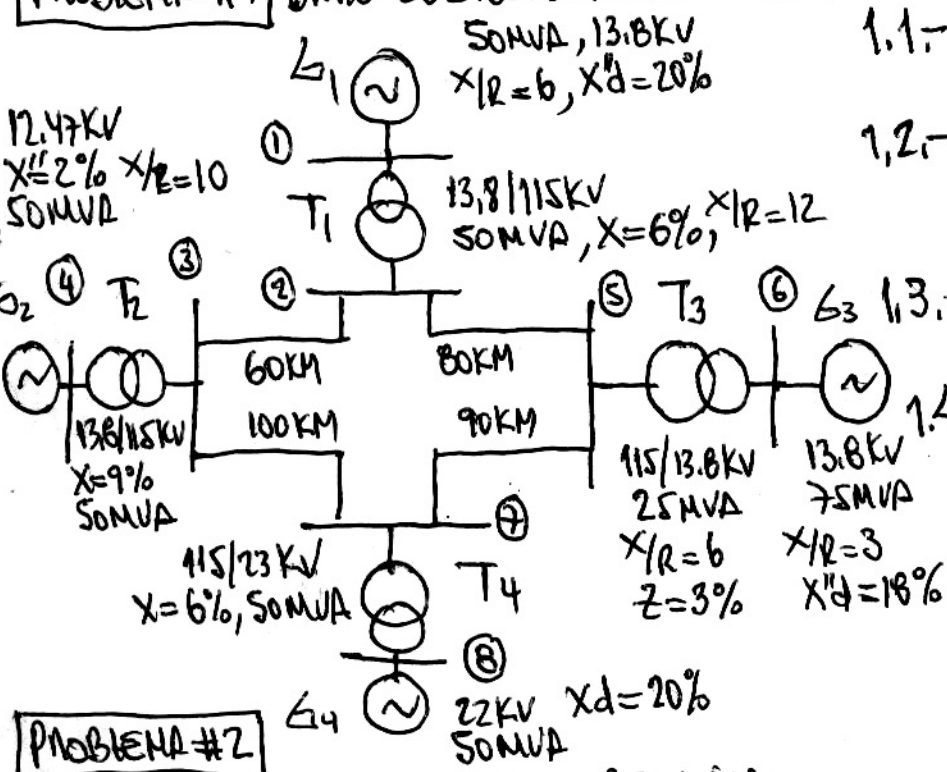 50MVA, 13.8KV
1.1.-
G1
X/R=6, X"d=20%
12.47KV
X"=2% X/R=10
50MVA
①
1,2.-
T1
13,8/115KV
50MVA, X=6%, X/R=12
④
T2
③
②
⑤
T3
⑥
G3
1,3.
60KM
80KM
100KM
90KM
13.8/115KV
X=9%
50MVA
115/13.8KV
25MVA
X/R=6
Z=3%
13.8KV
75MVA
X/R=3
X"d=18%
⑦
115/23KV
X=6%, 50MVA
T4
⑧
G4
22KV Xd=20%
50MVA
PROBLEMA #2